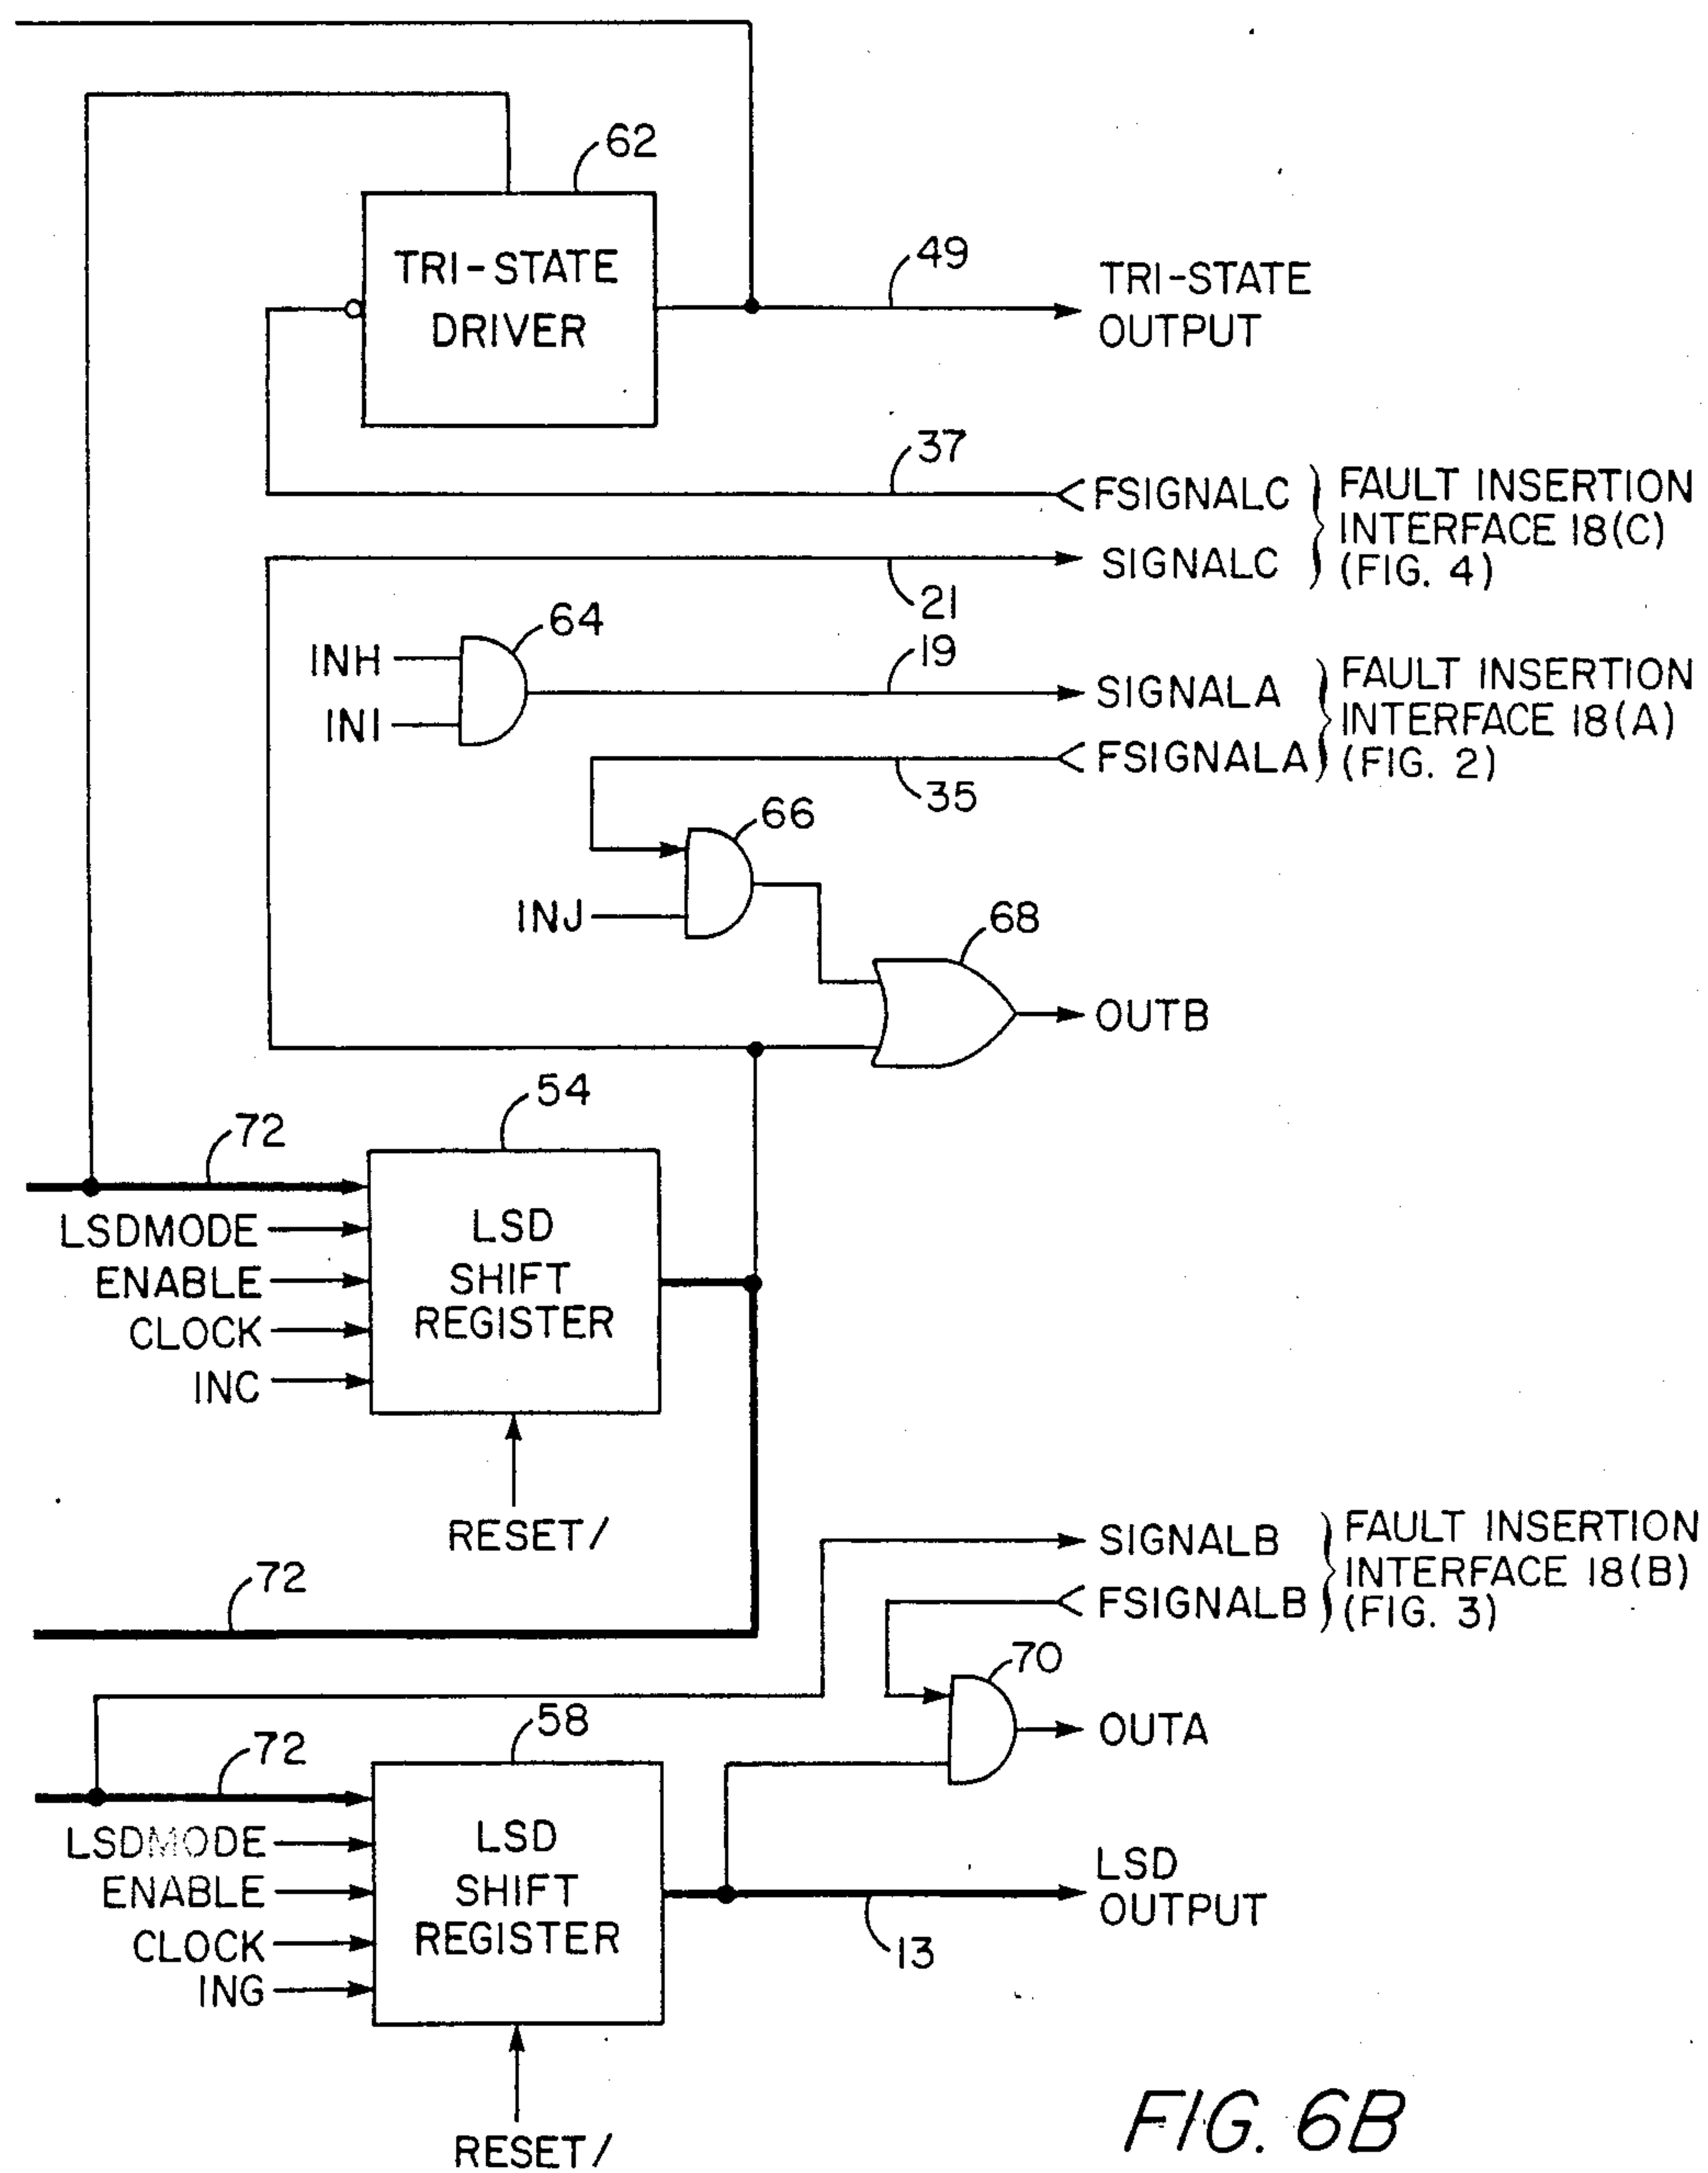 62
TRI-STATE
DRIVER
49
TRI-STATE
OUTPUT
37
FSIGNALC
SIGNALC
FAULT INSERTION
INTERFACE 18(C)
(FIG. 4)
21
64
INH
INI
19
SIGNALA
FSIGNALA
FAULT INSERTION
INTERFACE 18(A)
(FIG. 2)
35
66
INJ
68
OUTB
54
72
LSDMODE
ENABLE
CLOCK
INC
LSD
SHIFT
REGISTER
RESET/
72
SIGNALB
FSIGNALB
FAULT INSERTION
INTERFACE 18(B)
(FIG. 3)
70
OUTA
58
72
LSDMODE
ENABLE
CLOCK
ING
LSD
SHIFT
REGISTER
LSD
OUTPUT
13
RESET/
FIG. 6B